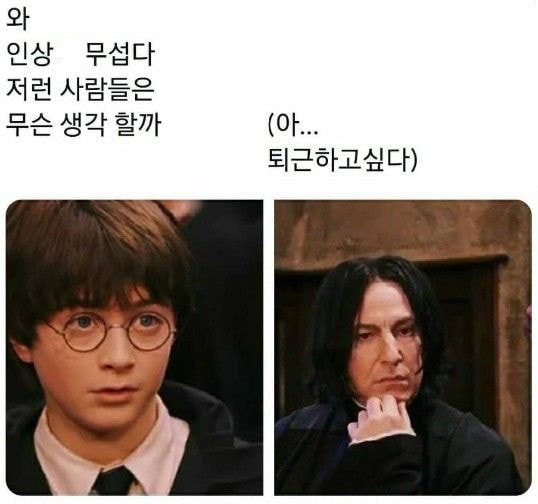 와
인상 무섭다
저런 사람들은
무슨 생각 할까
(아...
퇴근하고싶다)